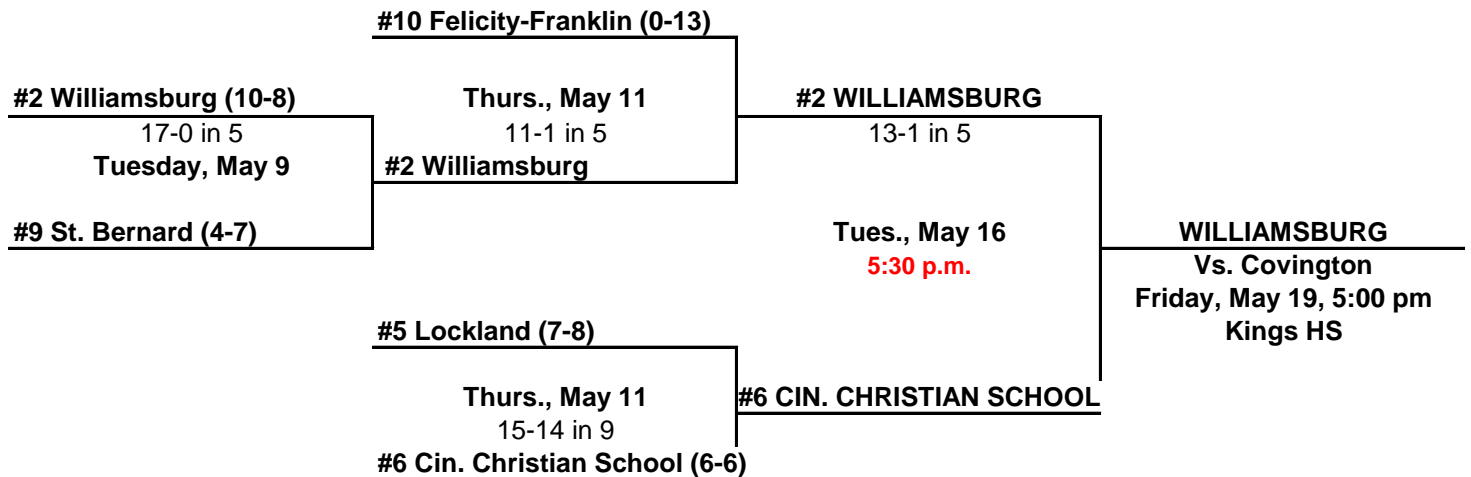 #10 Felicity-Franklin (0-13)
#2 Williamsburg (10-8)
Thurs., May 11
#2 WILLIAMSBURG
17-0 in 5
11-1 in 5
13-1 in 5
Tuesday, May 9
#2 Williamsburg
#9 St. Bernard (4-7)
Tues., May 16
WILLIAMSBURG
5:30 p.m.
Vs. Covington
Friday, May 19, 5:00 pm
#5 Lockland (7-8)
Kings HS
Thurs., May 11
#6 CIN. CHRISTIAN SCHOOL
15-14 in 9
#6 Cin. Christian School (6-6)